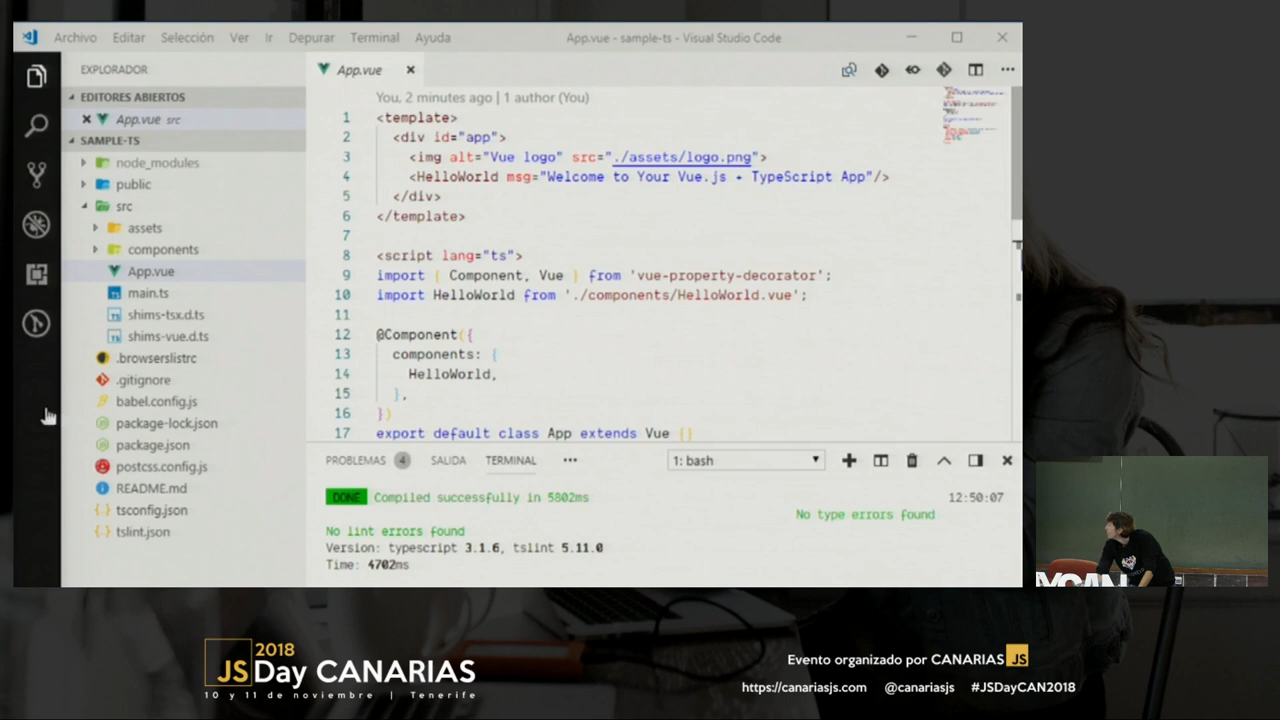 Archivo Editar Selección Ver Ir Depurar Terminal Ayuda
App.vue - sample-ts - Visual Studio Code
EXPLORADOR
EDITORES ABIERTOS
App.vue src
SAMPLE-TS
node_modules
public
src
assets
components
App.vue
main.ts
shims-tsx.d.ts
shims-vue.d.ts
.browserslistrc
.gitignore
babel.config.js
package-lock.json
package.json
postcss.config.js
README.md
tsconfig.json
tslint.json
App.vue
You, 2 minutes ago | 1 author (You)
1 <template>
2 <div id="app">
3 <img alt="Vue logo" src="./assets/logo.png">
4 <HelloWorld msg="Welcome to Your Vue.js + TypeScript App"/>
5 </div>
6 </template>
7
8 <script lang="ts">
9 import { Component, Vue } from 'vue-property-decorator';
10 import HelloWorld from './components/HelloWorld.vue';
11
12 @Component({
13 components: {
14 HelloWorld,
15 },
16 })
17 export default class App extends Vue {}
PROBLEMAS 4 SALIDA TERMINAL
1: bash
DONE Compiled successfully in 5802ms 12:50:07
No type errors found
No lint errors found
Version: typescript 3.1.6, tslint 5.11.0
Time: 4702ms
2018
JSDay CANARIAS
10 y 11 de noviembre | Tenerife
Evento organizado por CANARIAS JS
https://canariasjs.com @canariasjs #JSDayCAN2018